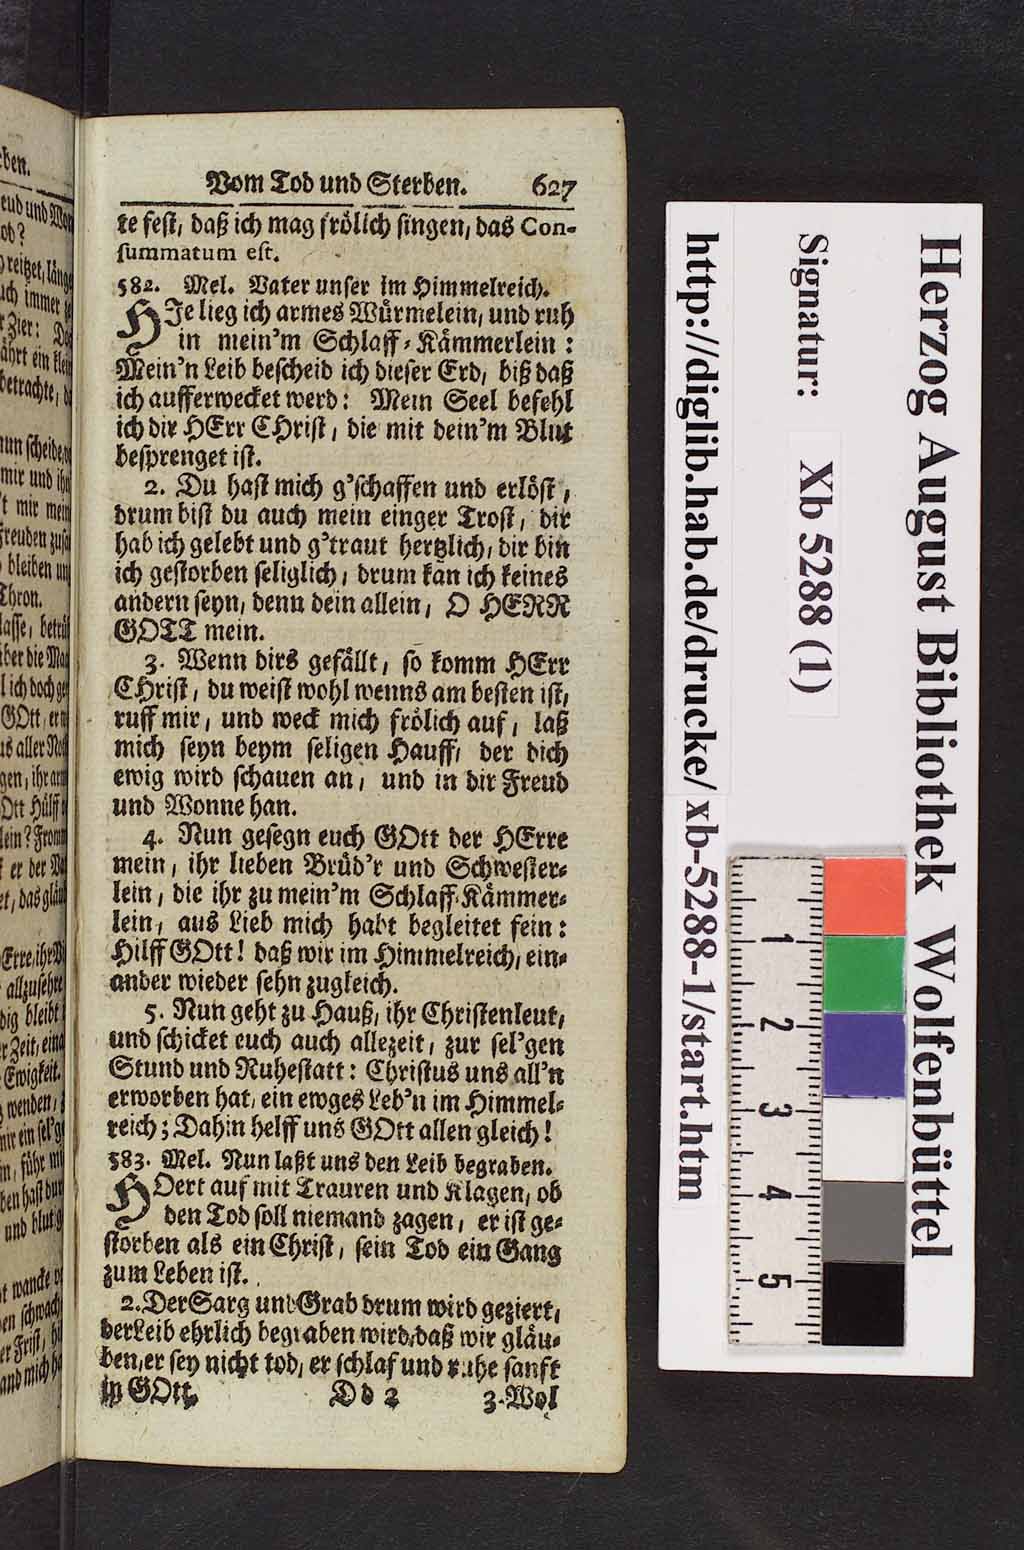 Vom Tod und Sterben. 627
te fest, daß ich mag frölich singen, das Con-
summatum est.
582. Mel. Vater unser im Himmelreich.
HJe lieg ich armes Würmelein, und ruh
in mein'm Schlaff-Kämmerlein:
Mein'n Leib bescheid ich dieser Erd, biß daß
ich aufferwecket werd: Mein Seel befehl
ich dir HErr CHrist, die mit dein'm Blut
besprenget ist.
2. Du hast mich g'schaffen und erlöst,
drum bist du auch mein einger Trost, dir
hab ich gelebt und g'traut hertzlich, dir bin
ich gestorben seliglich, drum kan ich keines
andern seyn, denn dein allein, O HERR
GOTT mein.
3. Wenn dirs gefällt, so komm HErr
CHrist, du weist wohl wenns am besten ist,
ruff mir, und weck mich frölich auf, laß
mich seyn beym seligen Hauff, der dich
ewig wird schauen an, und in dir Freud
und Wonne han.
4. Nun gesegn euch GOtt der HErre
mein, ihr lieben Brüd'r und Schwester-
lein, die ihr zu mein'm Schlaff-Kämmer-
lein, aus Lieb mich habt begleitet fein:
Hilff GOtt! daß wir im Himmelreich, ein-
ander wieder sehn zugleich.
5. Nun geht zu Hauß, ihr Christenleut,
und schicket euch auch allezeit, zur sel'gen
Stund und Ruhestatt: Christus uns all'n
erworben hat, ein ewges Leb'n im Himmel-
reich; Dahin helff uns GOtt allen gleich!
583. Mel. Nun laßt uns den Leib begraben.
HOert auf mit Trauren und Klagen, ob
den Tod soll niemand zagen, er ist ge-
storben als ein Christ, sein Tod ein Gang
zum Leben ist.
2. Der Sarg und Grab drum wird geziert,
der Leib ehrlich begraben wird, daß wir gläu-
ben, er sey nicht tod, er schlaf und ruhe sanft
in GOtt.
Dd 2 3. Wol
Herzog August Bibliothek Wolfenbüttel
Signatur: Xb 5288 (1)
http://diglib.hab.de/drucke/xb-5288-1/start.htm
1
2
3
4
5